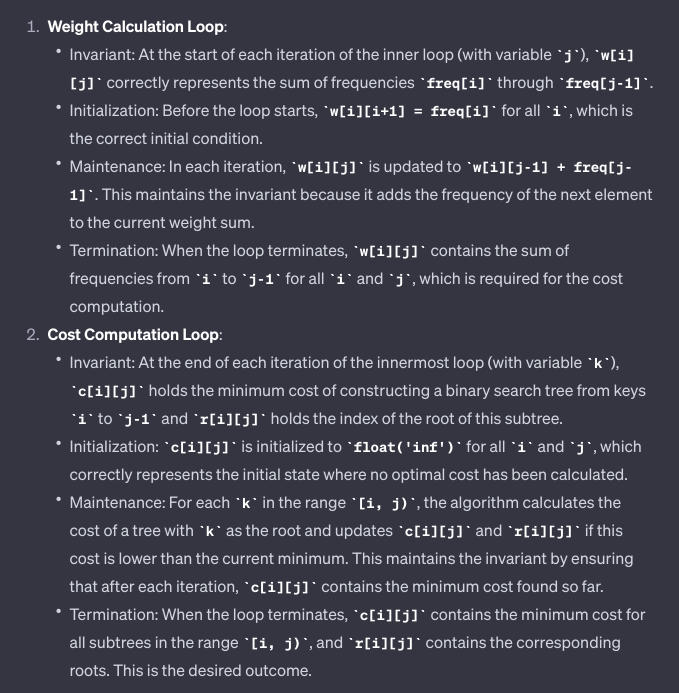 1. Weight Calculation Loop:
• Invariant: At the start of each iteration of the inner loop (with variable `j`), `w[i]
[j]` correctly represents the sum of frequencies `freq[i]` through `freq[j-1]`.
• Initialization: Before the loop starts, `w[i][i+1] = freq[i]` for all `i`, which is
the correct initial condition.
• Maintenance: In each iteration, `w[i][j]` is updated to `w[i][j-1] + freq[j-
1]`. This maintains the invariant because it adds the frequency of the next element
to the current weight sum.
• Termination: When the loop terminates, `w[i][j]` contains the sum of
frequencies from `i` to `j-1` for all `i` and `j`, which is required for the cost
computation.
2. Cost Computation Loop:
• Invariant: At the end of each iteration of the innermost loop (with variable `k`),
`c[i][j]` holds the minimum cost of constructing a binary search tree from keys
`i` to `j-1` and `r[i][j]` holds the index of the root of this subtree.
• Initialization: `c[i][j]` is initialized to `float('inf')` for all `i` and `j`, which
correctly represents the initial state where no optimal cost has been calculated.
• Maintenance: For each `k` in the range `[i, j)`, the algorithm calculates the
cost of a tree with `k` as the root and updates `c[i][j]` and `r[i][j]` if this
cost is lower than the current minimum. This maintains the invariant by ensuring
that after each iteration, `c[i][j]` contains the minimum cost found so far.
• Termination: When the loop terminates, `c[i][j]` contains the minimum cost for
all subtrees in the range `[i, j)`, and `r[i][j]` contains the corresponding
roots. This is the desired outcome.